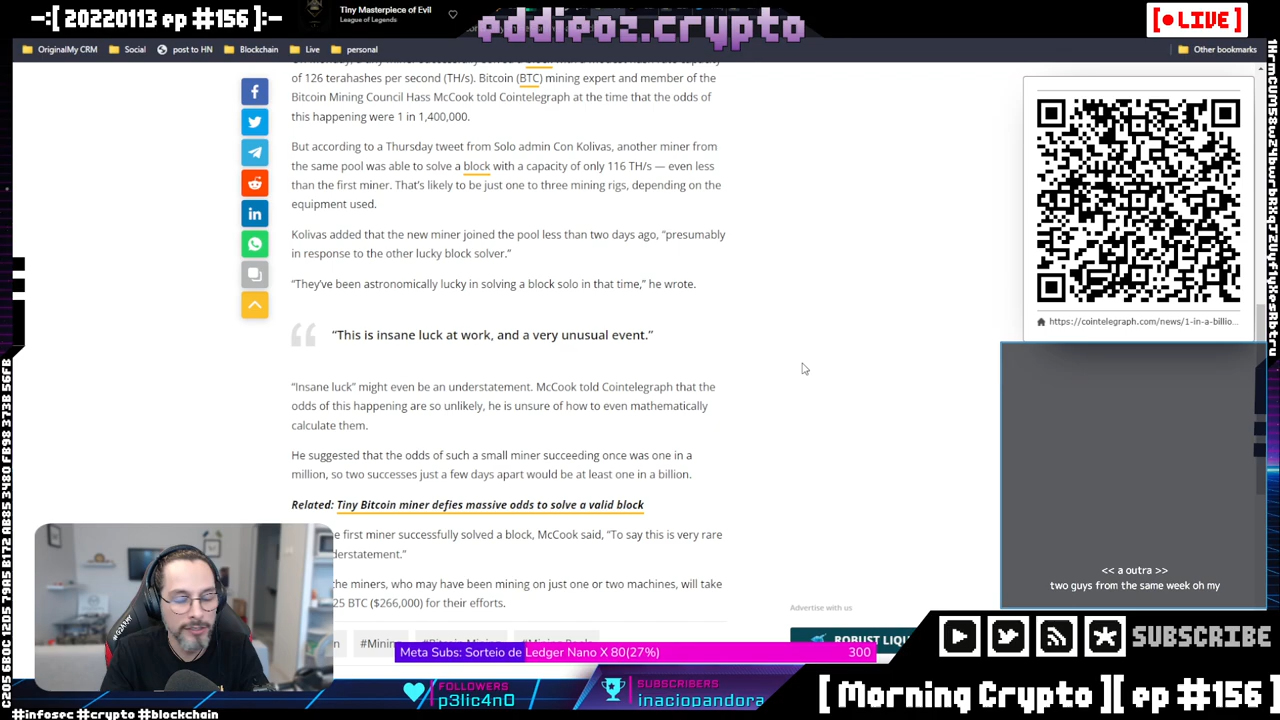 -:[ 20220113 ep #156 ]:-
Tiny Masterpiece of Evil
League of Legends
eddieoz.crypto
[● LIVE]
OriginalMy CRM
Social
post to HN
Blockchain
Live
personal
Other bookmarks
of 126 terahashes per second (TH/s). Bitcoin (BTC) mining expert and member of the
Bitcoin Mining Council Hass McCook told Cointelegraph at the time that the odds of
this happening were 1 in 1,400,000.
But according to a Thursday tweet from Solo admin Con Kolivas, another miner from
the same pool was able to solve a block with a capacity of only 116 TH/s — even less
than the first miner. That's likely to be just one to three mining rigs, depending on the
equipment used.
Kolivas added that the new miner joined the pool less than two days ago, "presumably
in response to the other lucky block solver."
"They've been astronomically lucky in solving a block solo in that time," he wrote.
"This is insane luck at work, and a very unusual event."
"Insane luck" might even be an understatement. McCook told Cointelegraph that the
odds of this happening are so unlikely, he is unsure of how to even mathematically
calculate them.
He suggested that the odds of such a small miner succeeding once was one in a
million, so two successes just a few days apart would be at least one in a billion.
Related: Tiny Bitcoin miner defies massive odds to solve a valid block
first miner successfully solved a block, McCook said, "To say this is very rare
the miners, who may have been mining on just one or two machines, will take
25 BTC ($266,000) for their efforts.
https://cointelegraph.com/news/1-in-a-billio...
<< a outra >>
two guys from the same week oh my
Advertise with us
ROBUST
Meta Subs: Sorteio de Ledger Nano X 80(27%)
300
FOLLOWERS
p3lic4n0
SUBSCRIBERS
inaciopandora
SUBSCRIBE
[ Morning Crypto ][ ep #156 ]
#infosec #crypto #blockchain